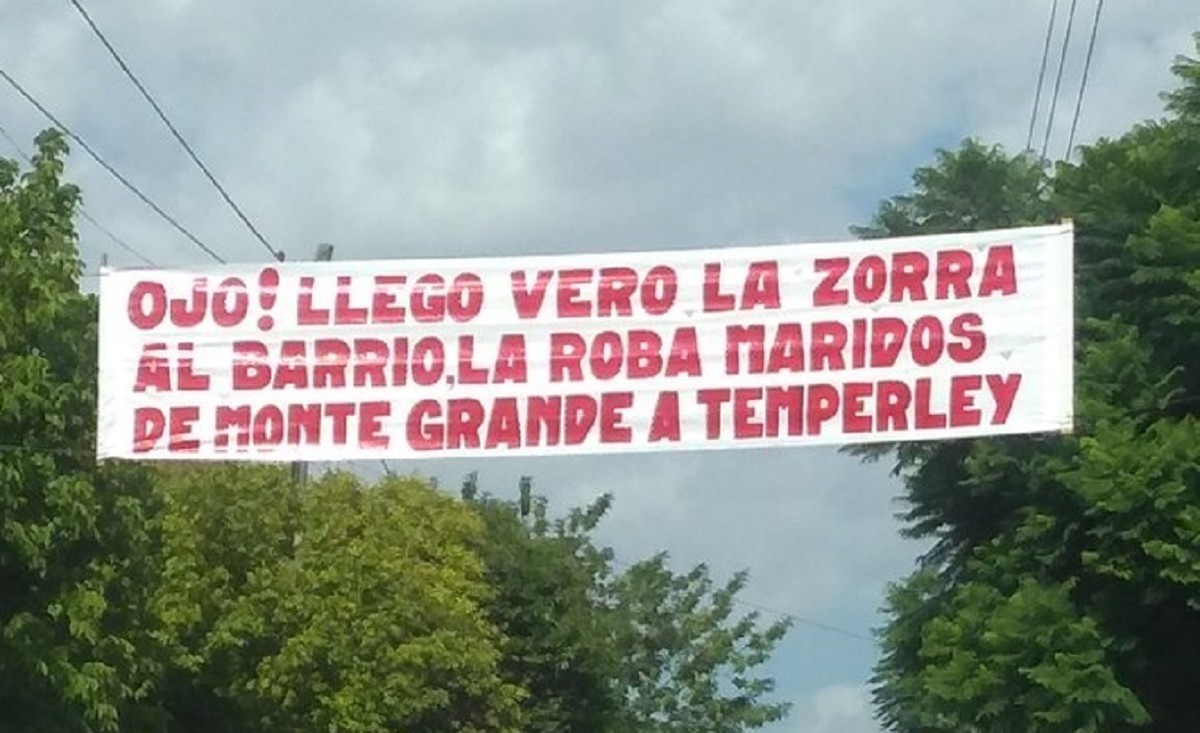 OJO! LLEGO VERO LA ZORRA
AL BARRIO,LA ROBA MARIDOS
DE MONTE GRANDE A TEMPERLEY